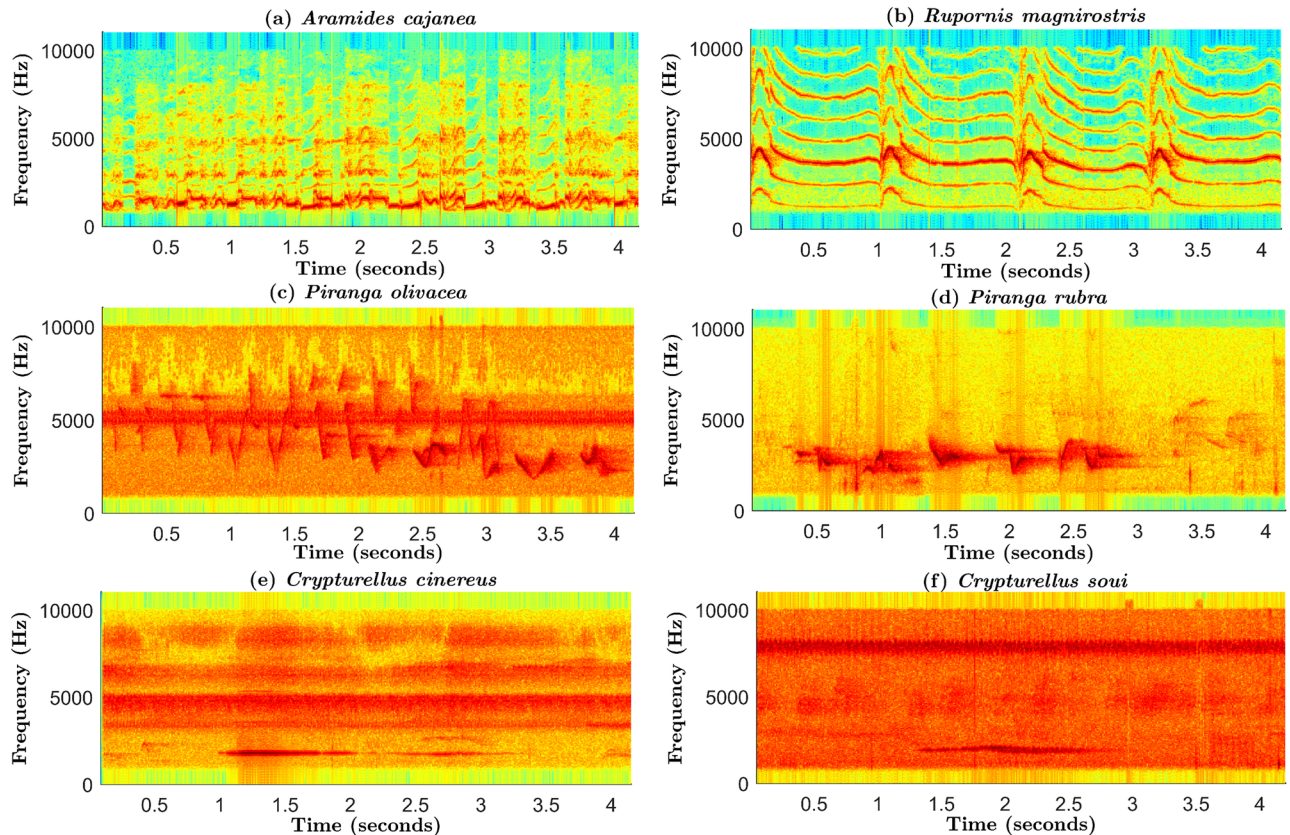 (a) Aramides cajanea
10000
5000
0
Frequency (Hz)
0.5 1 1.5 2 2.5 3 3.5 4
Time (seconds)
(b) Rupornis magnirostris
10000
5000
0
Frequency (Hz)
0.5 1 1.5 2 2.5 3 3.5 4
Time (seconds)
(c) Piranga olivacea
10000
5000
0
Frequency (Hz)
0.5 1 1.5 2 2.5 3 3.5 4
Time (seconds)
(d) Piranga rubra
10000
5000
0
Frequency (Hz)
0.5 1 1.5 2 2.5 3 3.5 4
Time (seconds)
(e) Crypturellus cinereus
10000
5000
0
Frequency (Hz)
0.5 1 1.5 2 2.5 3 3.5 4
Time (seconds)
(f) Crypturellus soui
10000
5000
0
Frequency (Hz)
0.5 1 1.5 2 2.5 3 3.5 4
Time (seconds)